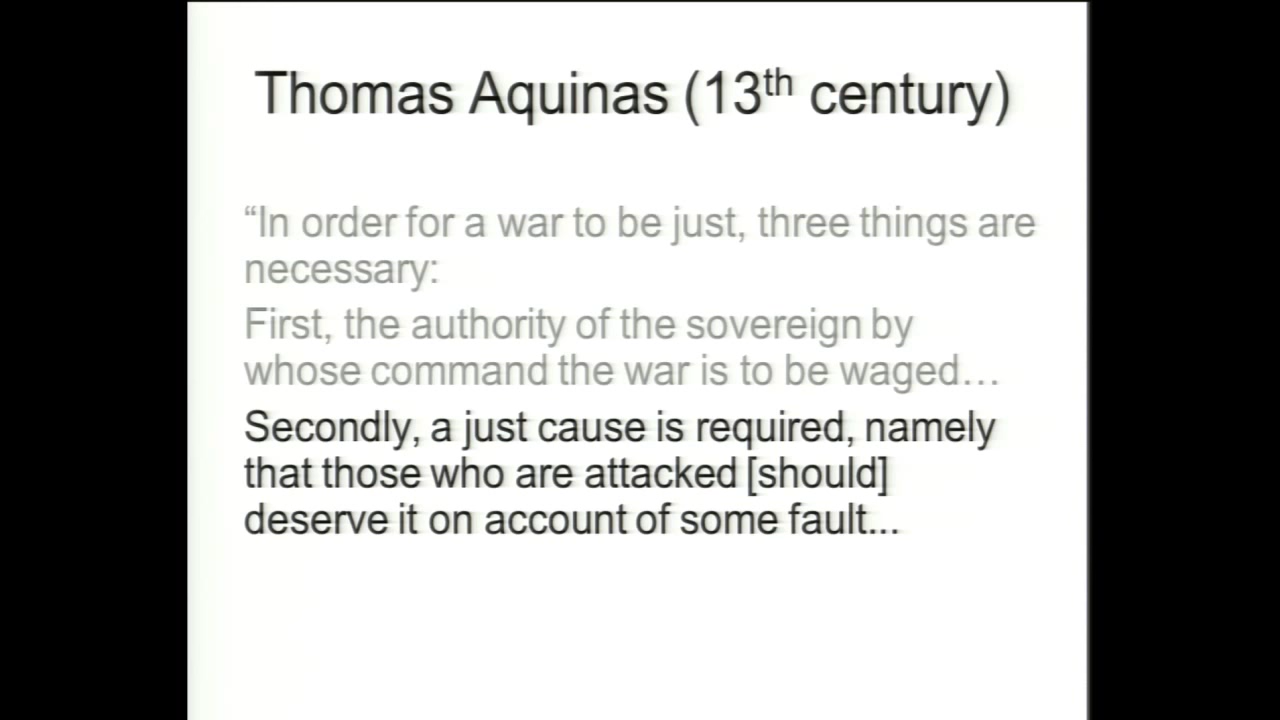 Thomas Aquinas (13th century)
“In order for a war to be just, three things are
necessary:
First, the authority of the sovereign by
whose command the war is to be waged…
Secondly, a just cause is required, namely
that those who are attacked [should]
deserve it on account of some fault...